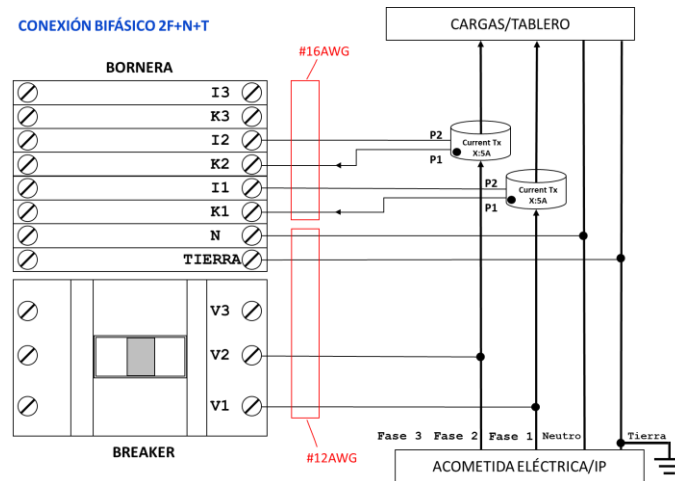 CONEXIÓN BIFÁSICO 2F+N+T
CARGAS/TABLERO
#16AWG
BORNERA
I3
K3
I2
K2
I1
K1
N
TIERRA
P2
P1
Current Tx
X:5A
P2
P1
Current Tx
X:5A
V3
V2
V1
BREAKER
#12AWG
Fase 3 Fase 2 Fase 1 Neutro Tierra
ACOMETIDA ELÉCTRICA/IP